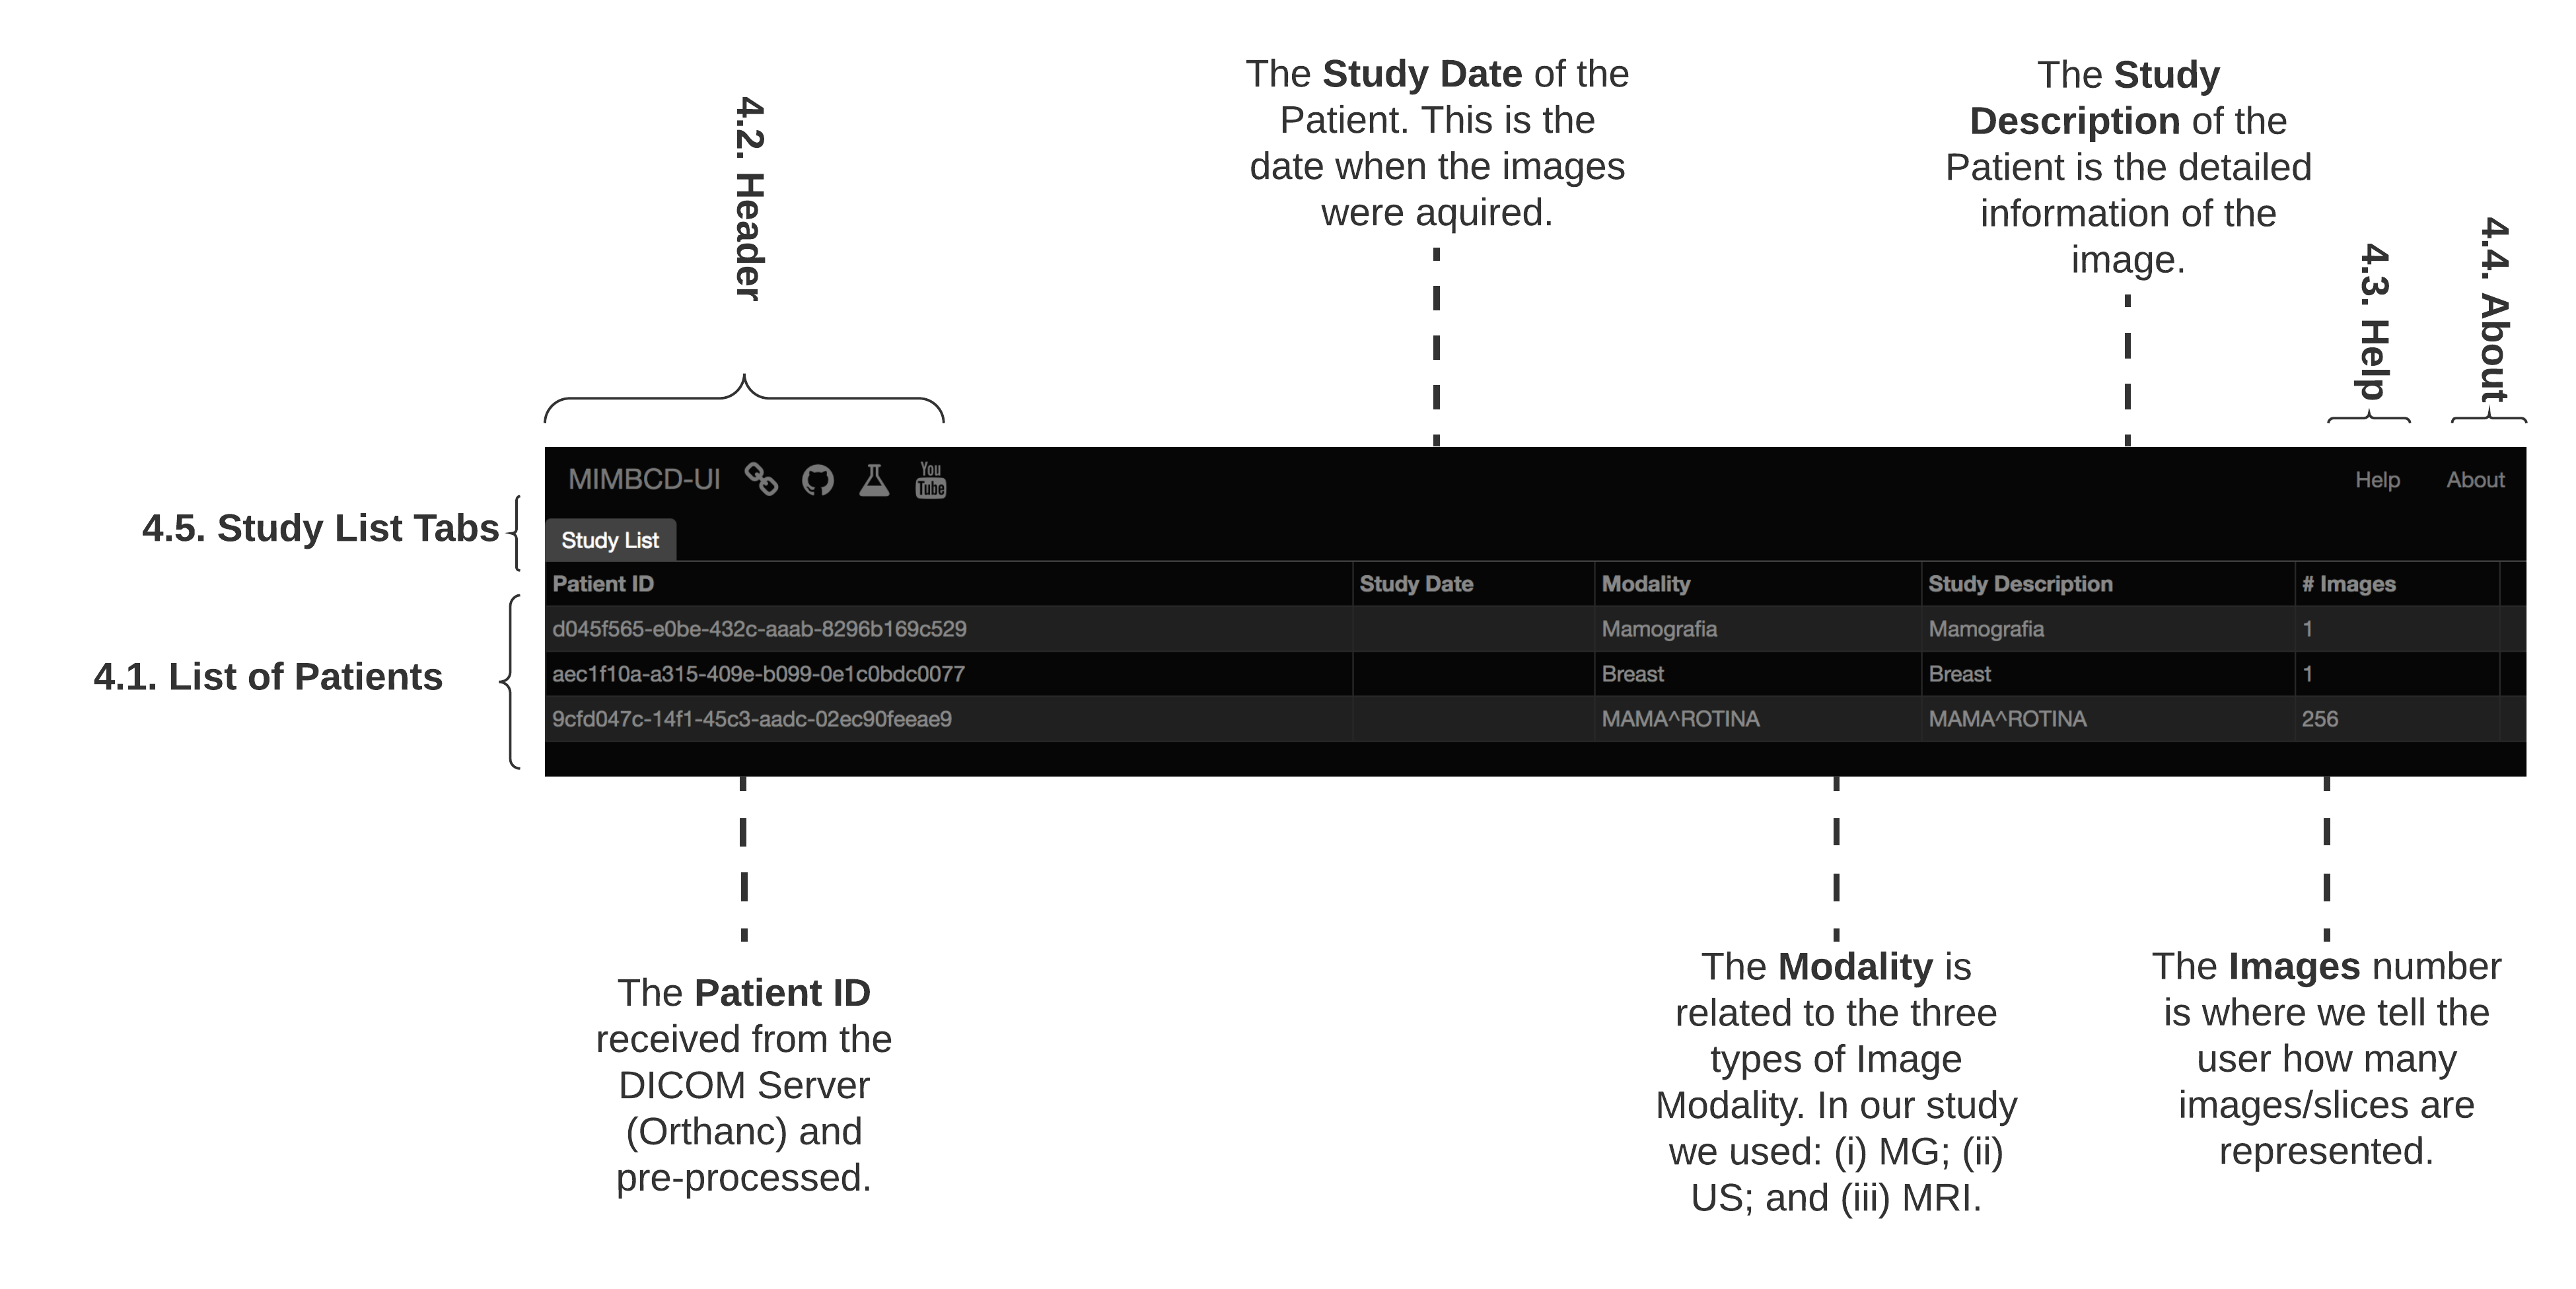 4.2. Header
The Study Date of the
Patient. This is the
date when the images
were aquired.
The Study
Description of the
Patient is the detailed
information of the
image.
4.3. Help
4.4. About
MIMBCD-UI
You
Tube
Help
About
4.5. Study List Tabs
Study List
Patient ID Study Date Modality Study Description # Images
4.1. List of Patients
d045f565-e0be-432c-aaab-8296b169c529 Mamografia Mamografia 1
aec1f10a-a315-409e-b099-0e1c0bdc0077 Breast Breast 1
9cfd047c-14f1-45c3-aadc-02ec90feeae9 MAMA^ROTINA MAMA^ROTINA 256
The Patient ID
received from the
DICOM Server
(Orthanc) and
pre-processed.
The Modality is
related to the three
types of Image
Modality. In our study
we used: (i) MG; (ii)
US; and (iii) MRI.
The Images number
is where we tell the
user how many
images/slices are
represented.